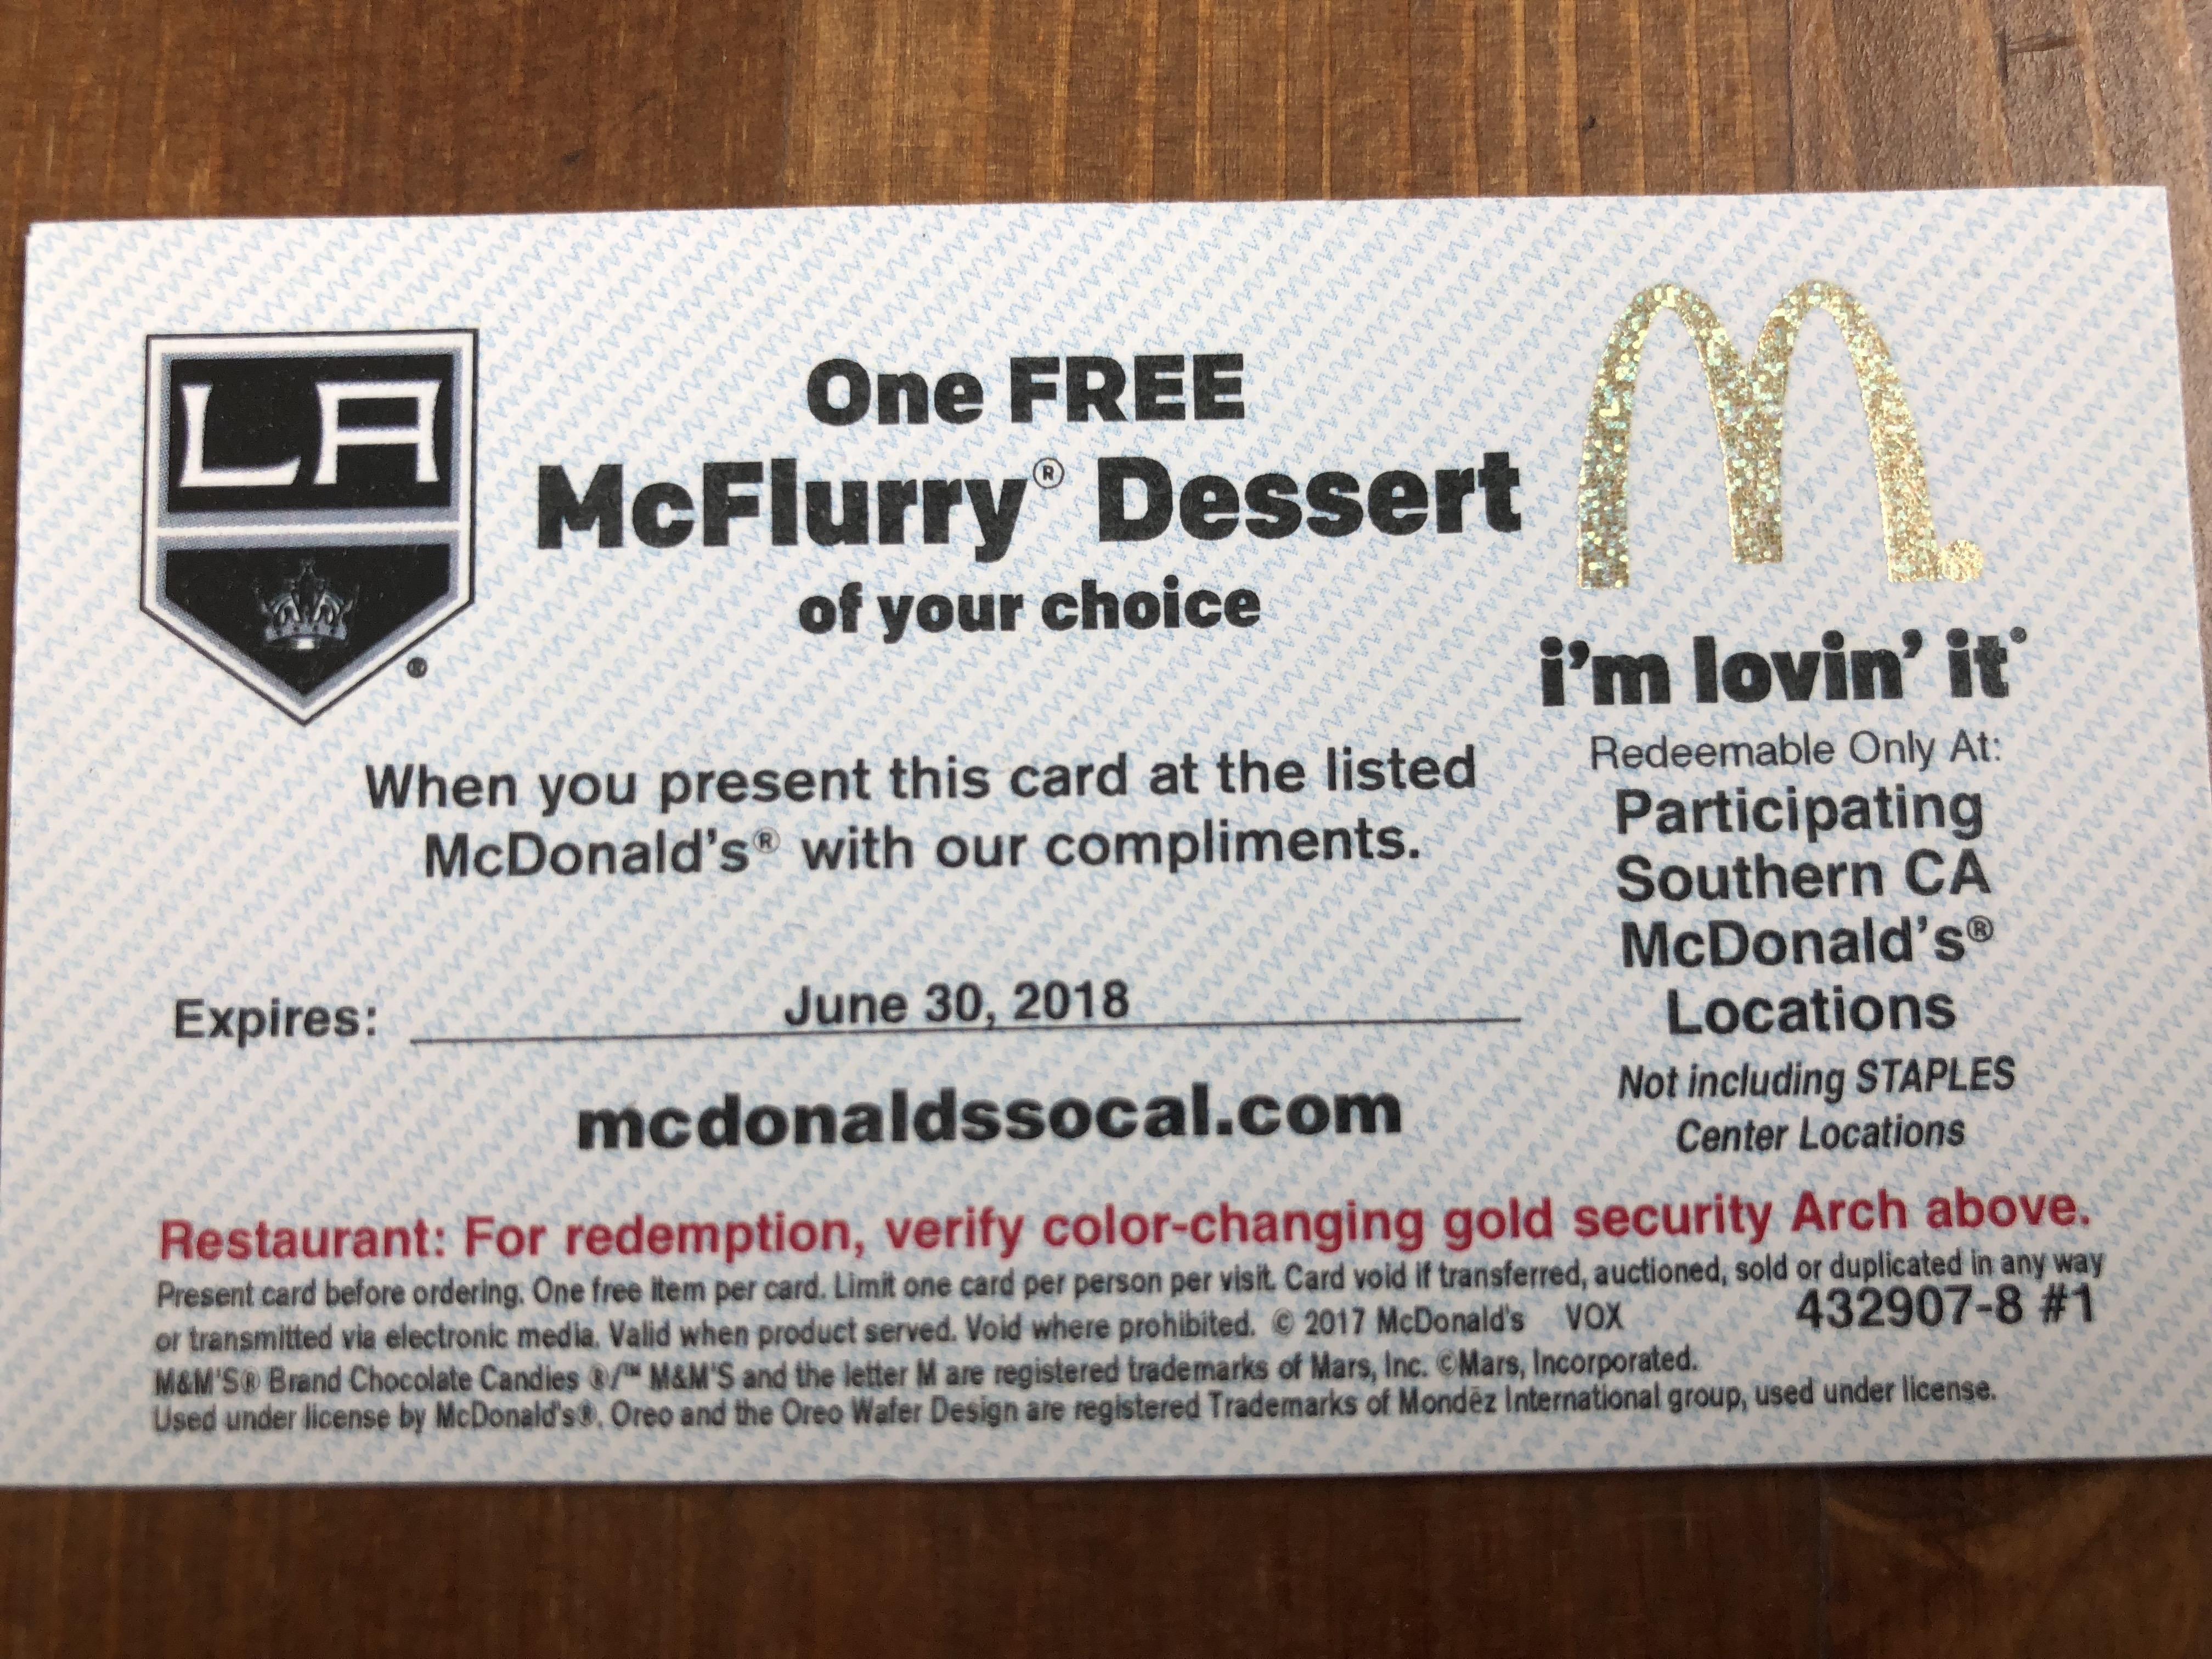 LA
®
One FREE
McFlurry® Dessert
of your choice
When you present this card at the listed
McDonald's® with our compliments.
Expires: June 30, 2018
mcdonaldssocal.com
i'm lovin' it®
Redeemable Only At:
Participating
Southern CA
McDonald's®
Locations
Not including STAPLES
Center Locations
Restaurant: For redemption, verify color-changing gold security Arch above.
Present card before ordering. One free item per card. Limit one card per person per visit. Card void if transferred, auctioned, sold or duplicated in any way
or transmitted via electronic media. Valid when product served. Void where prohibited. © 2017 McDonald's VOX 432907-8 #1
M&M'S® Brand Chocolate Candies ®/™ M&M'S and the letter M are registered trademarks of Mars, Inc. ©Mars, Incorporated.
Used under license by McDonald's®. Oreo and the Oreo Wafer Design are registered Trademarks of Mondēz International group, used under license.